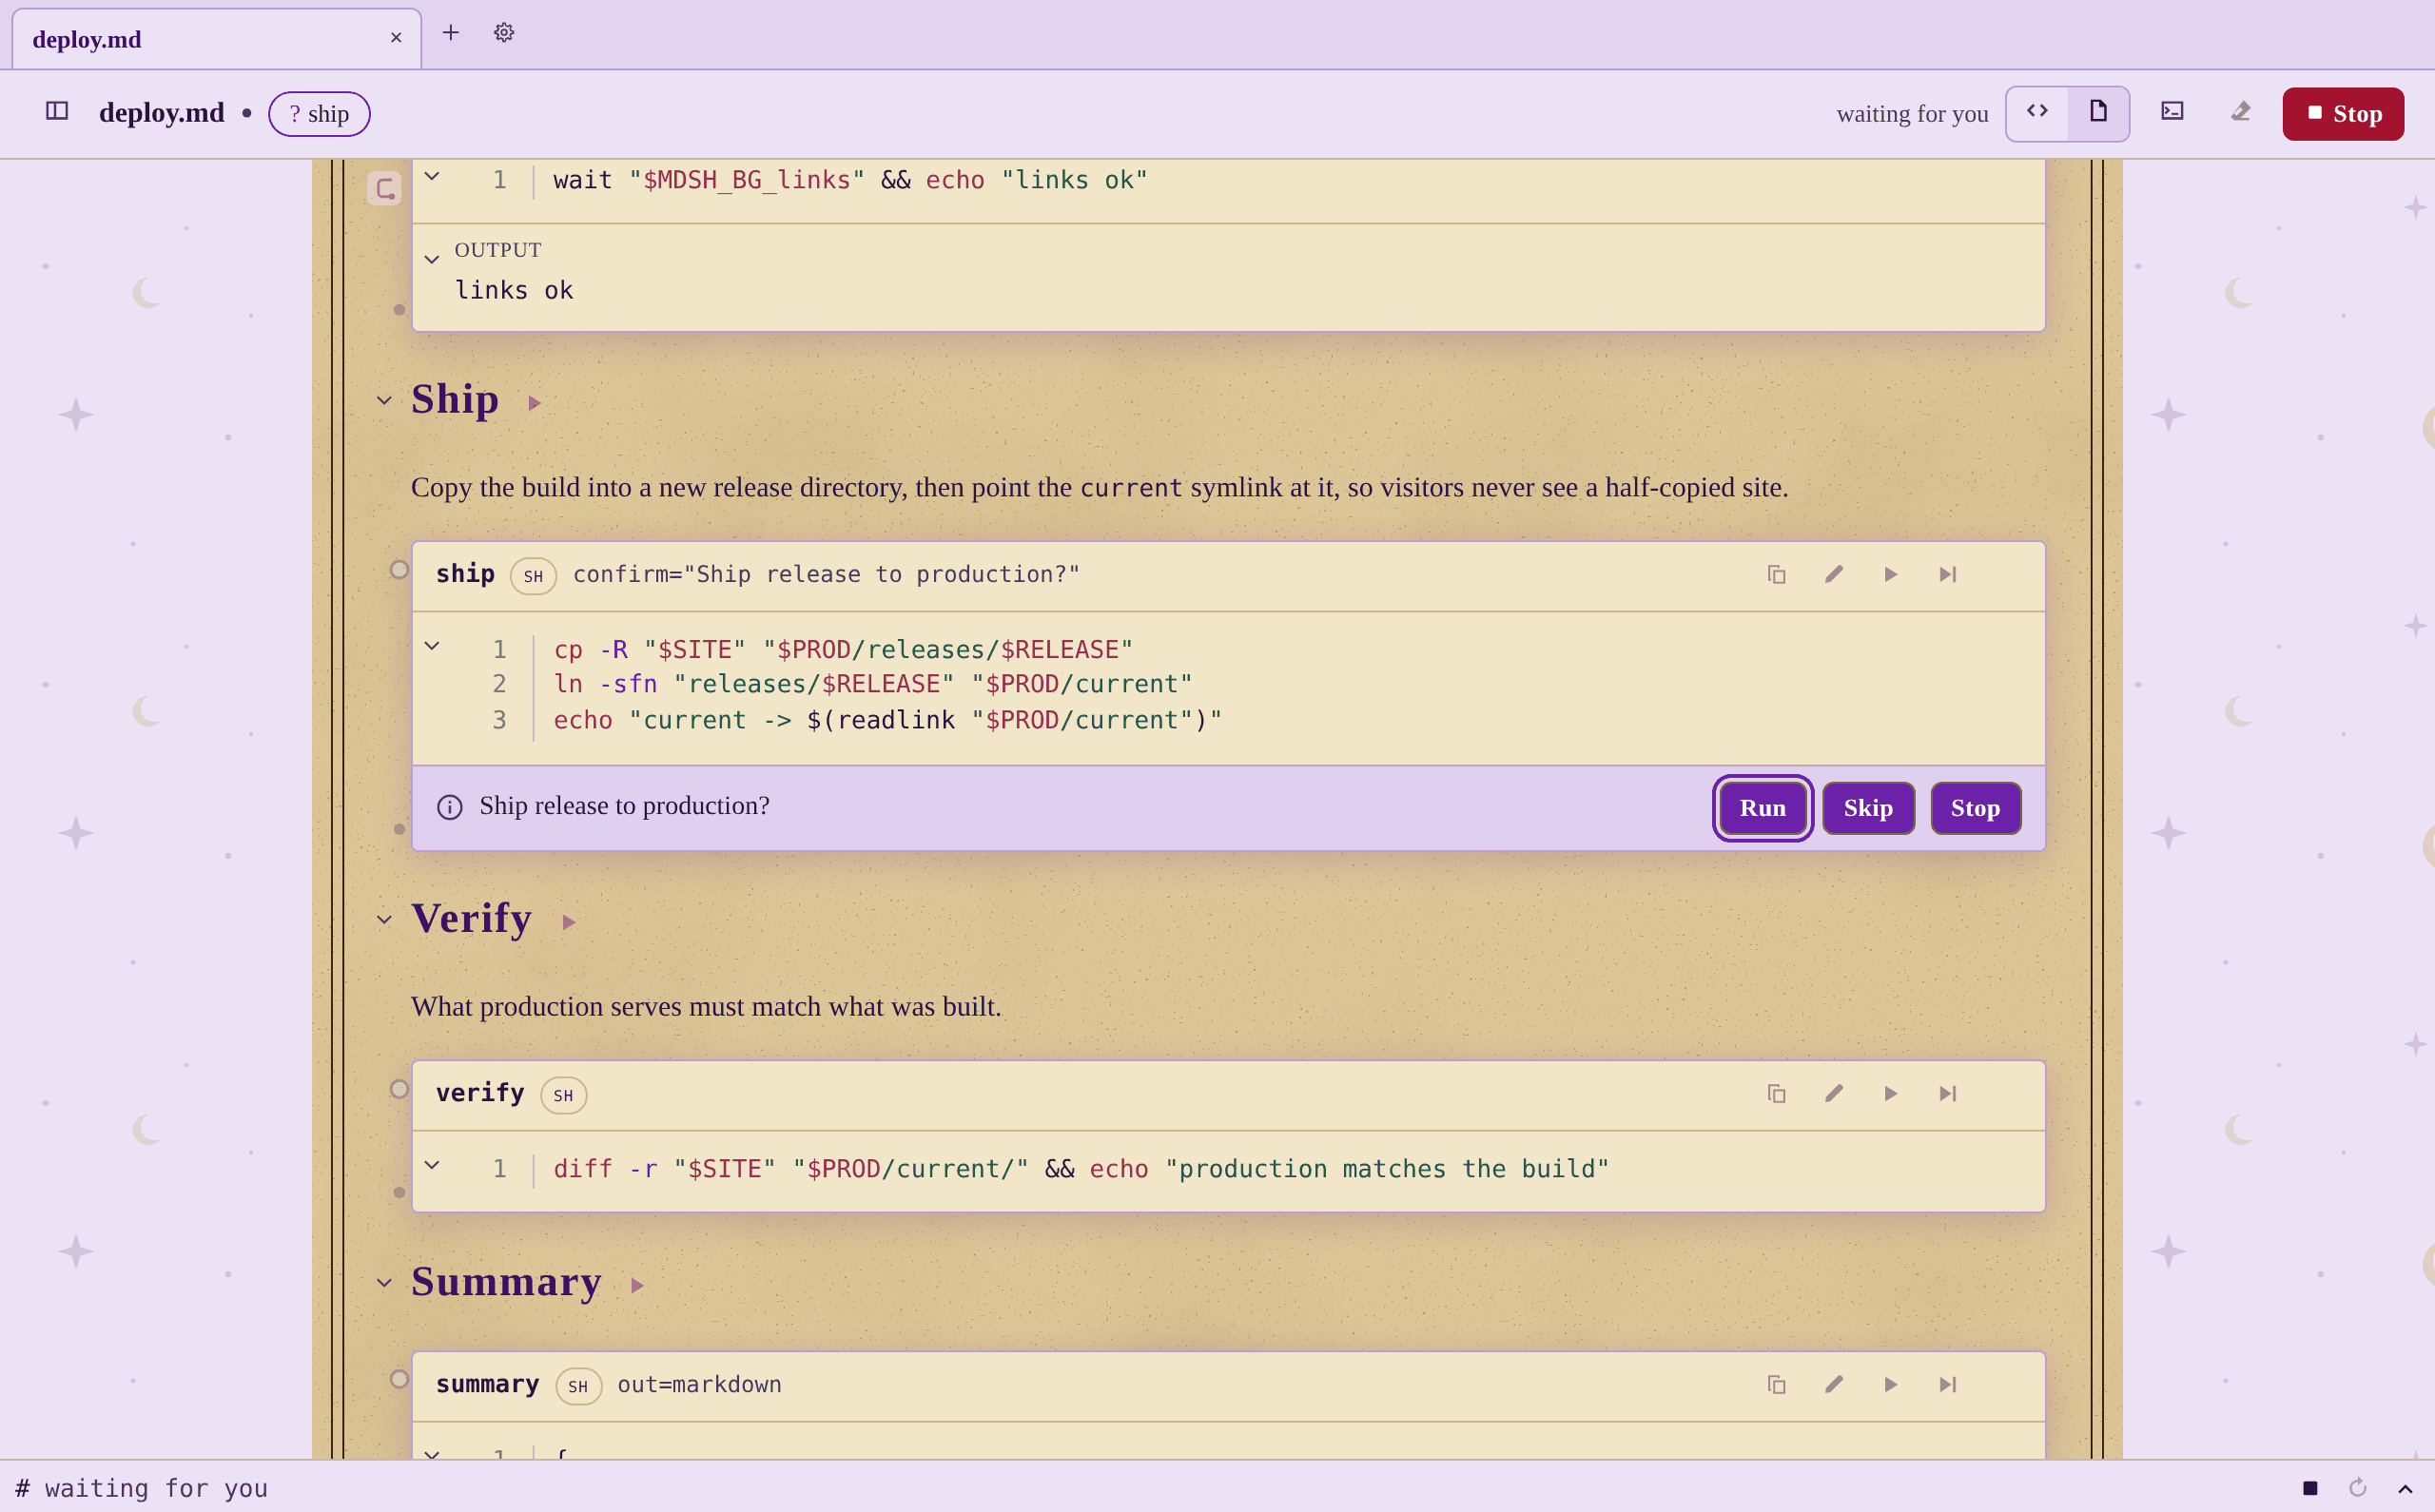 deploy.md
deploy.md • ? ship
waiting for you
Stop
1 wait "$MDSH_BG_links" && echo "links ok"
OUTPUT
links ok
Ship
Copy the build into a new release directory, then point the current symlink at it, so visitors never see a half-copied site.
ship SH confirm="Ship release to production?"
1 cp -R "$SITE" "$PROD/releases/$RELEASE"
2 ln -sfn "releases/$RELEASE" "$PROD/current"
3 echo "current -> $(readlink "$PROD/current")"
Ship release to production?
Run Skip Stop
Verify
What production serves must match what was built.
verify SH
1 diff -r "$SITE" "$PROD/current/" && echo "production matches the build"
Summary
summary SH out=markdown
1 {
# waiting for you